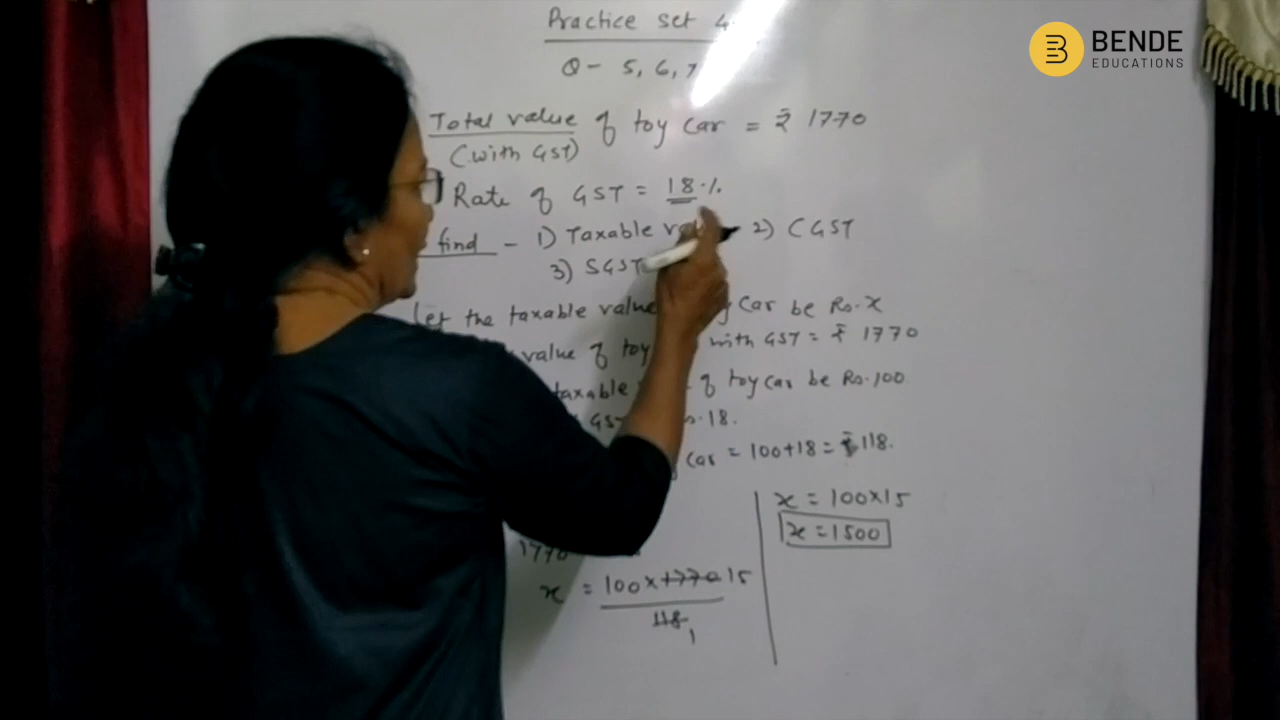 Practice set 4.
Q- 5, 6, 7
BENDE
EDUCATIONS
Total value of toy car = ₹ 1770
(with GST)
Rate of GST = 18%
find - 1) Taxable 2) CGST
3) SGST
Let the taxable value car be Rs. x
value of toy with GST = ₹ 1770
taxable of toy car be Rs. 100
GST 18.
car = 100+18 = ₹ 118.
1770
x = 100 x 1770 15
118 1
x = 100x15
x = 1500